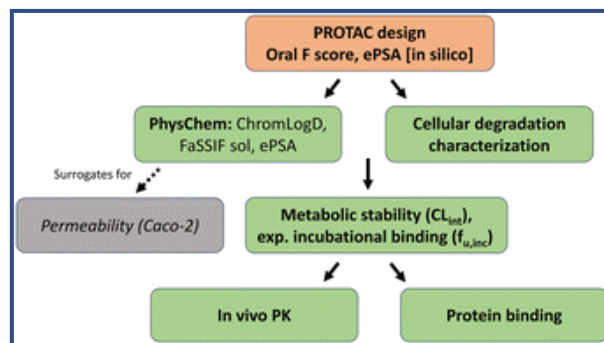 PROTAC design
Oral F score, ePSA [in silico]
PhysChem: ChromLogD,
FaSSIF sol, ePSA
Cellular degradation
characterization
Surrogates for
Permeability (Caco-2)
Metabolic stability (CLint),
exp. incubational binding (fu,inc)
In vivo PK
Protein binding